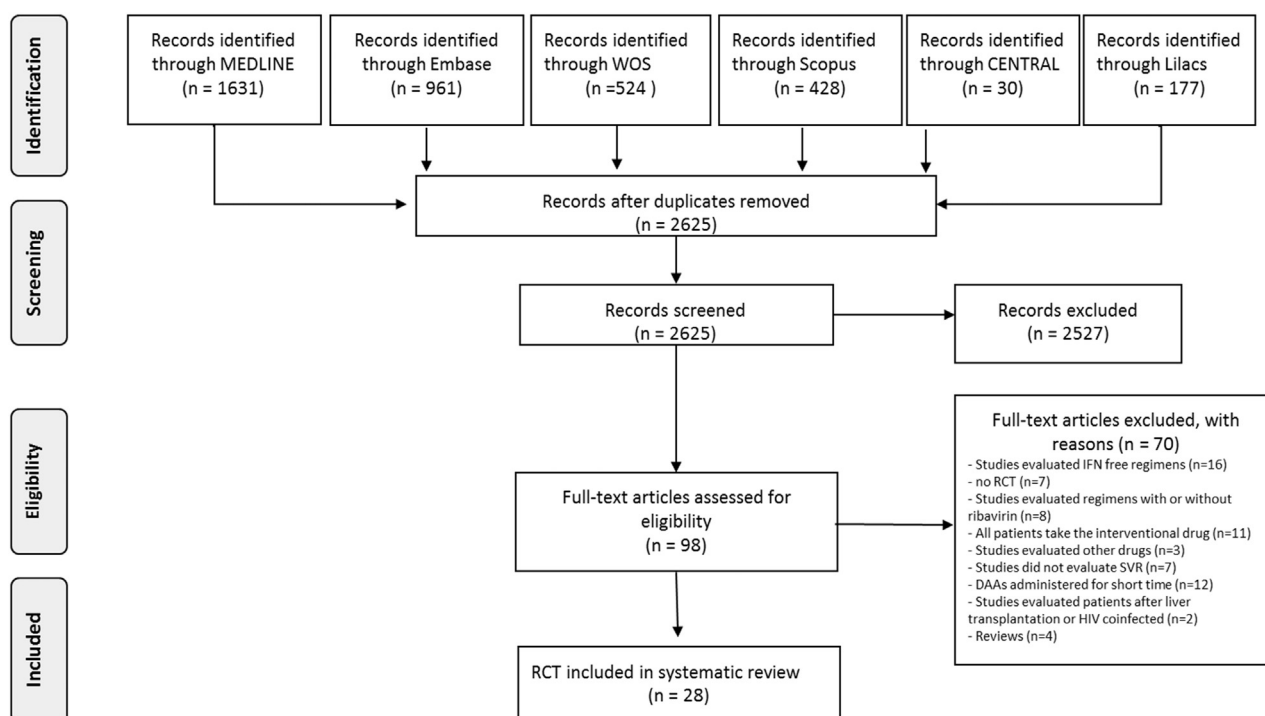 Identification
Records identified
through MEDLINE
(n = 1631)
Records identified
through Embase
(n = 961)
Records identified
through WOS
(n =524 )
Records identified
through Scopus
(n = 428)
Records identified
through CENTRAL
(n = 30)
Records identified
through Lilacs
(n = 177)
Screening
Records after duplicates removed
(n = 2625)
Records screened
(n = 2625)
Records excluded
(n = 2527)
Eligibility
Full-text articles assessed for
eligibility
(n = 98)
Full-text articles excluded, with
reasons (n = 70)
- Studies evaluated IFN free regimens (n=16)
- no RCT (n=7)
- Studies evaluated regimens with or without
ribavirin (n=8)
- All patients take the interventional drug (n=11)
- Studies evaluated other drugs (n=3)
- Studies did not evaluate SVR (n=7)
- DAAs administered for short time (n=12)
- Studies evaluated patients after liver
transplantation or HIV coinfected (n=2)
- Reviews (n=4)
Included
RCT included in systematic review
(n = 28)